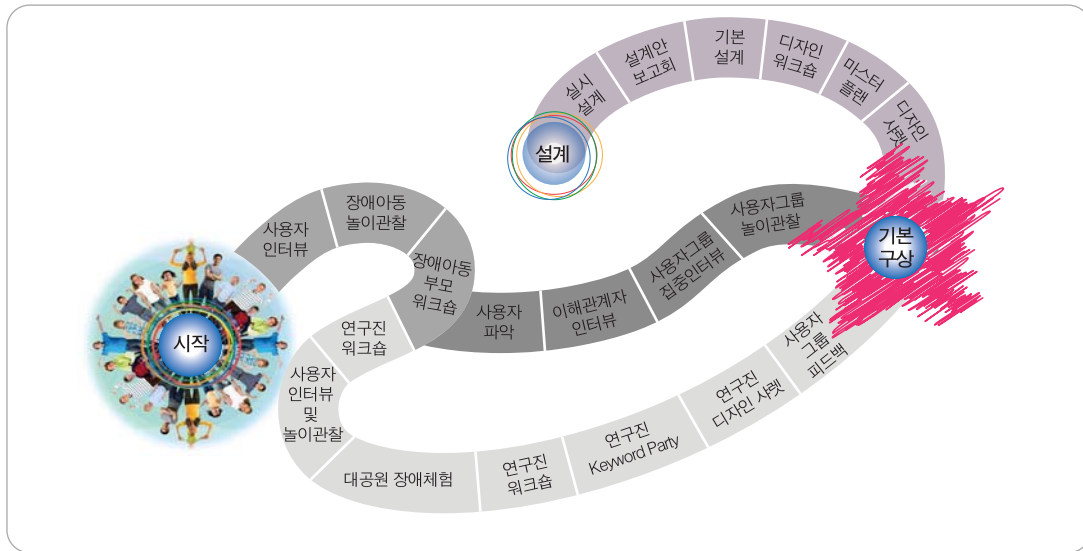 시작
사용자
인터뷰
장애아동
놀이관찰
장애아동
부모
워크숍
사용자
파악
이해관계자
인터뷰
사용자그룹
집중인터뷰
사용자그룹
놀이관찰
연구진
워크숍
사용자
인터뷰
및
놀이관찰
대공원 장애체험
연구진
워크숍
연구진
Keyword Party
연구진
디자인 샤렛
사용자
그룹
피드백
기본
구상
디자인
샤렛
마스터
플랜
디자인
워크숍
기본
설계
설계안
보고회
실시
설계
설계